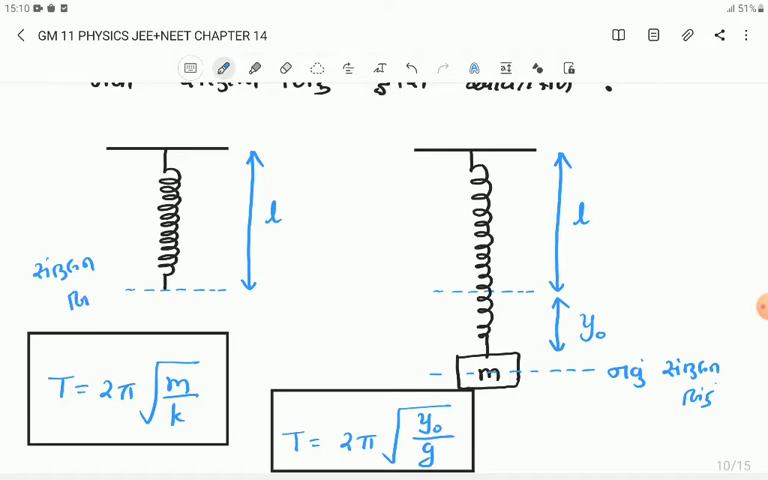 15:10
51%
GM 11 PHYSICS JEE+NEET CHAPTER 14
l
l
સંતુલન
y₀
m
નવું સંતુલન
બિંદુ
T = 2π √(m/k)
T = 2π √(y₀/g)
10/15